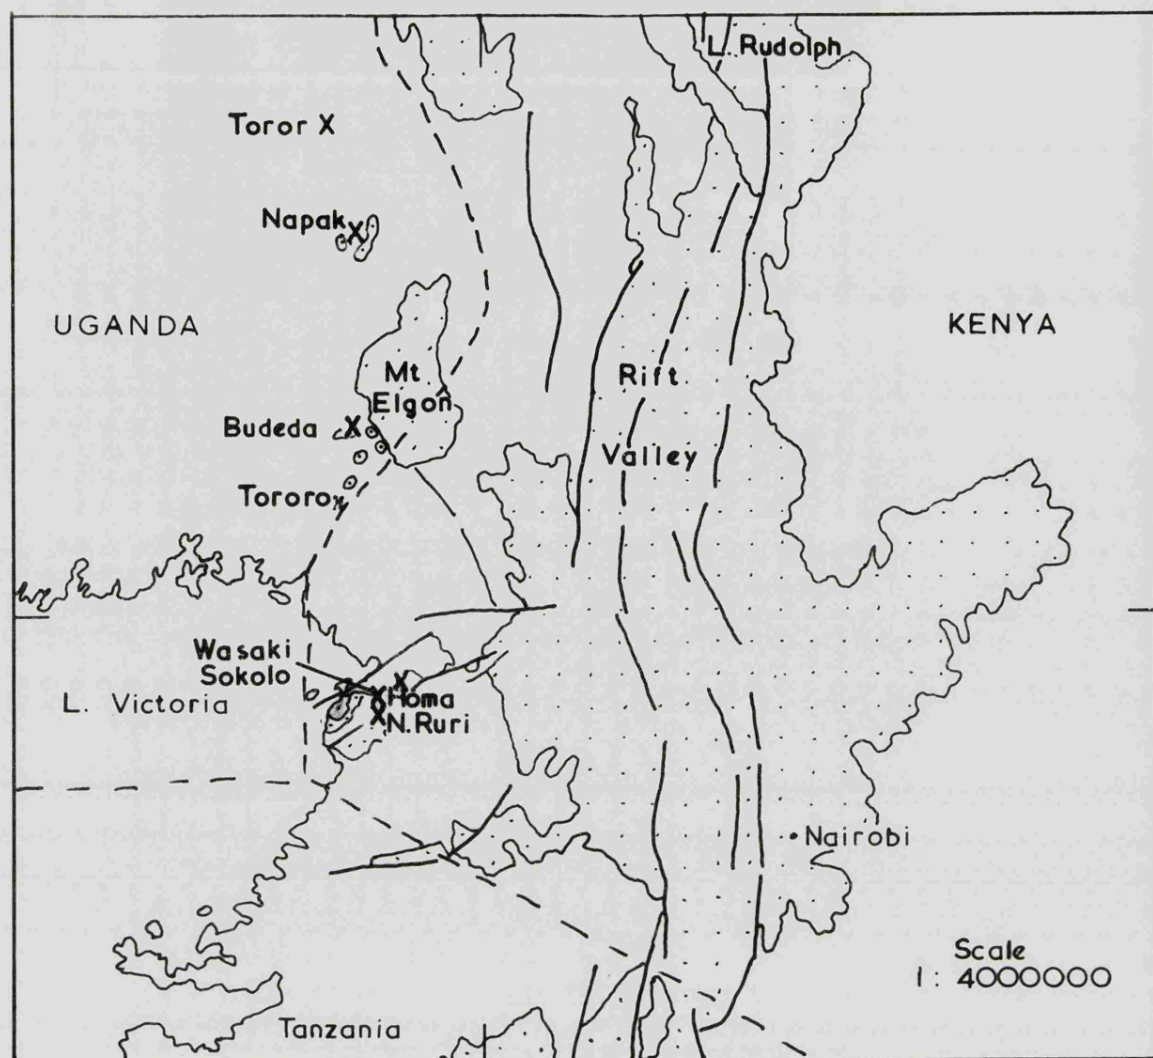 L. Rudolph
Toror X
Napak X
UGANDA
KENYA
Mt
Elgon
Rift
Valley
Budeda X
Tororo x
Wasaki
Sokolo
Homa
N.Ruri
L. Victoria
Nairobi
Scale
1 : 4000000
Tanzania